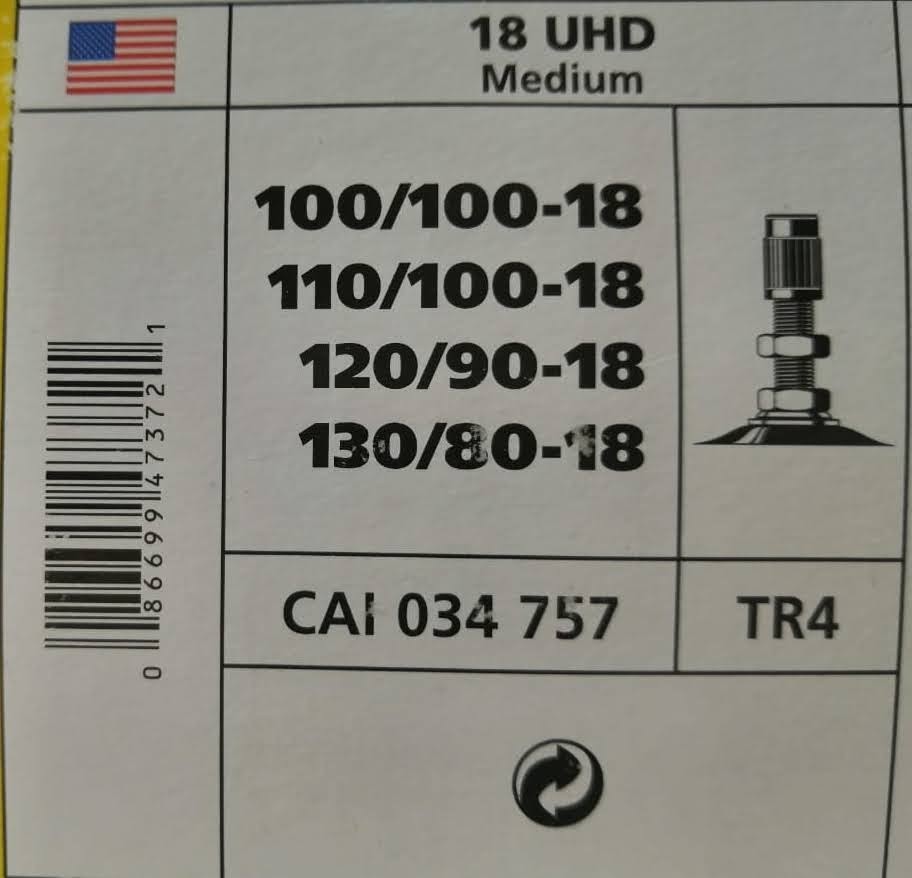 18 UHD
Medium
100/100-18
110/100-18
120/90-18
130/80-18
CAI 034 757
TR4
0 86699 47372 1